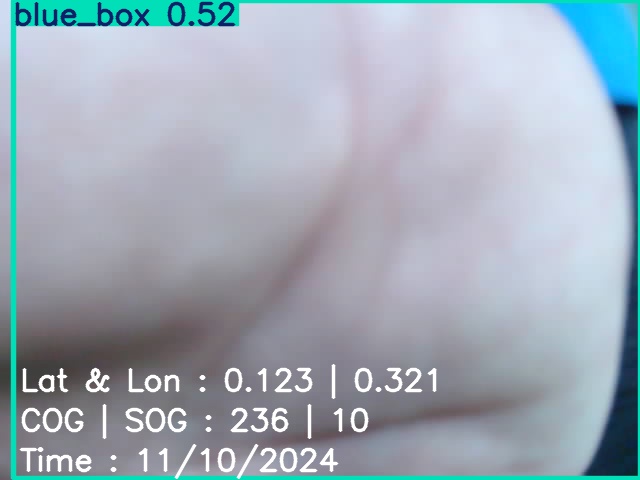 blue_box 0.52
Lat & Lon : 0.123 | 0.321
COG | SOG : 236 | 10
Time : 11/10/2024